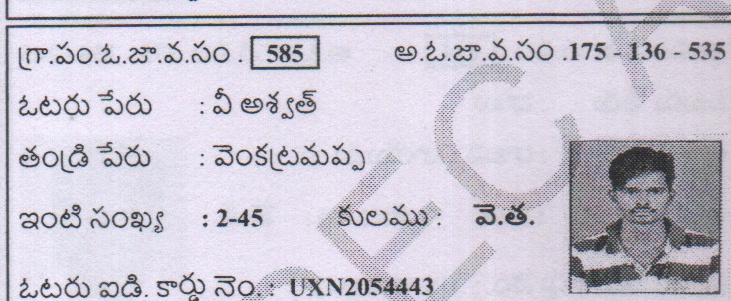 గ్రా.పం.ఓ.జా.వ.సం . 585 అ.ఓ.జా.వ.సం .175 - 136 - 535
ఓటరు పేరు : వీ అశ్వత్
తండ్రి పేరు : వెంకట్రమప్ప
ఇంటి సంఖ్య : 2-45 కులము : వె.త.
ఓటరు ఐడి. కార్డు నెం. : UXN2054443